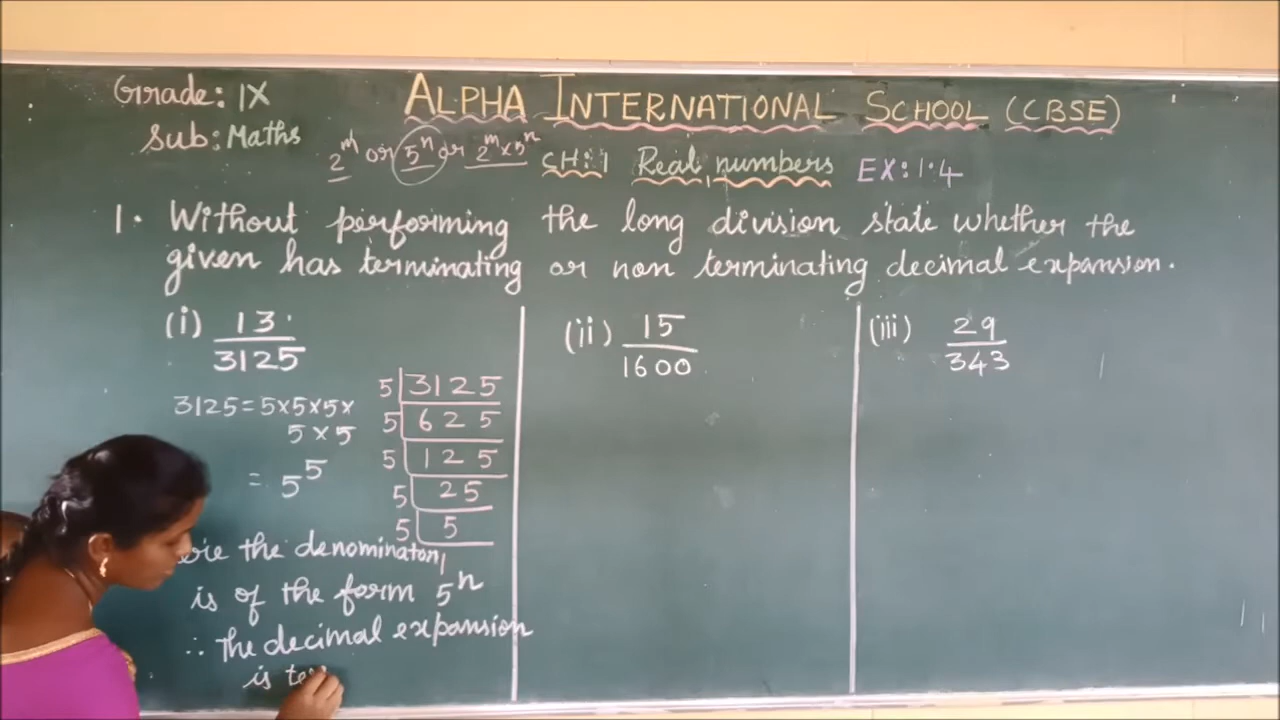 Grade: IX
ALPHA INTERNATIONAL SCHOOL (CBSE)
Sub: Maths
2^m or 5^n or 2^m × 5^n
CH: 1 Real numbers EX: 1.4
1. Without performing the long division state whether the
given has terminating or non terminating decimal expansion.
(i) 13/3125
3125 = 5×5×5×
5×5
= 5^5
5 | 3125
5 | 625
5 | 125
5 | 25
5 | 5
the denominator,
is of the form 5^n
∴ The decimal expansion
is
(ii) 15/1600
(iii) 29/343